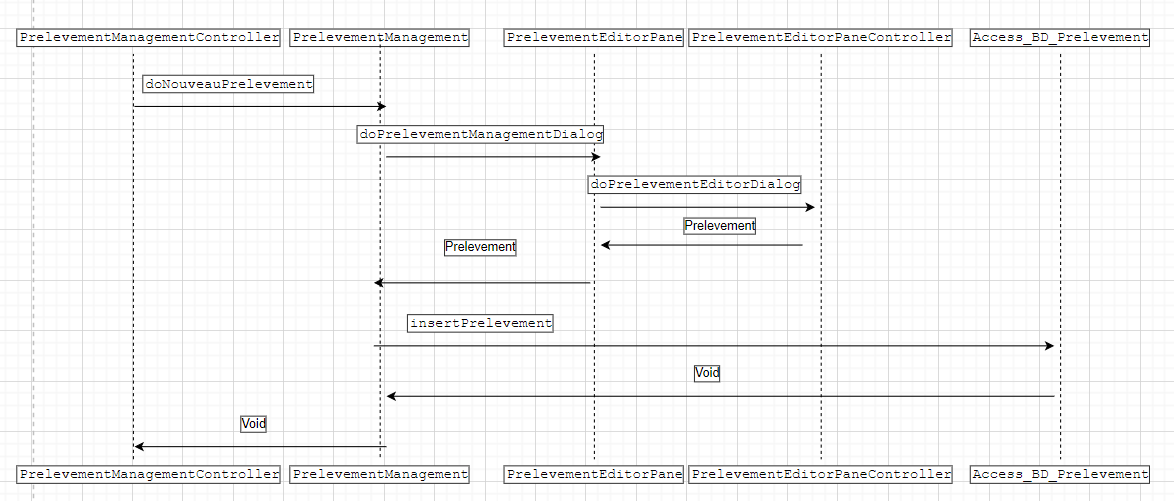 PrelevementManagementController PrelevementManagement PrelevementEditorPane PrelevementEditorPaneController Access_BD_Prelevement
doNouveauPrelevement
doPrelevementManagementDialog
doPrelevementEditorDialog
Prelevement
Prelevement
insertPrelevement
Void
Void
PrelevementManagementController PrelevementManagement PrelevementEditorPane PrelevementEditorPaneController Access_BD_Prelevement